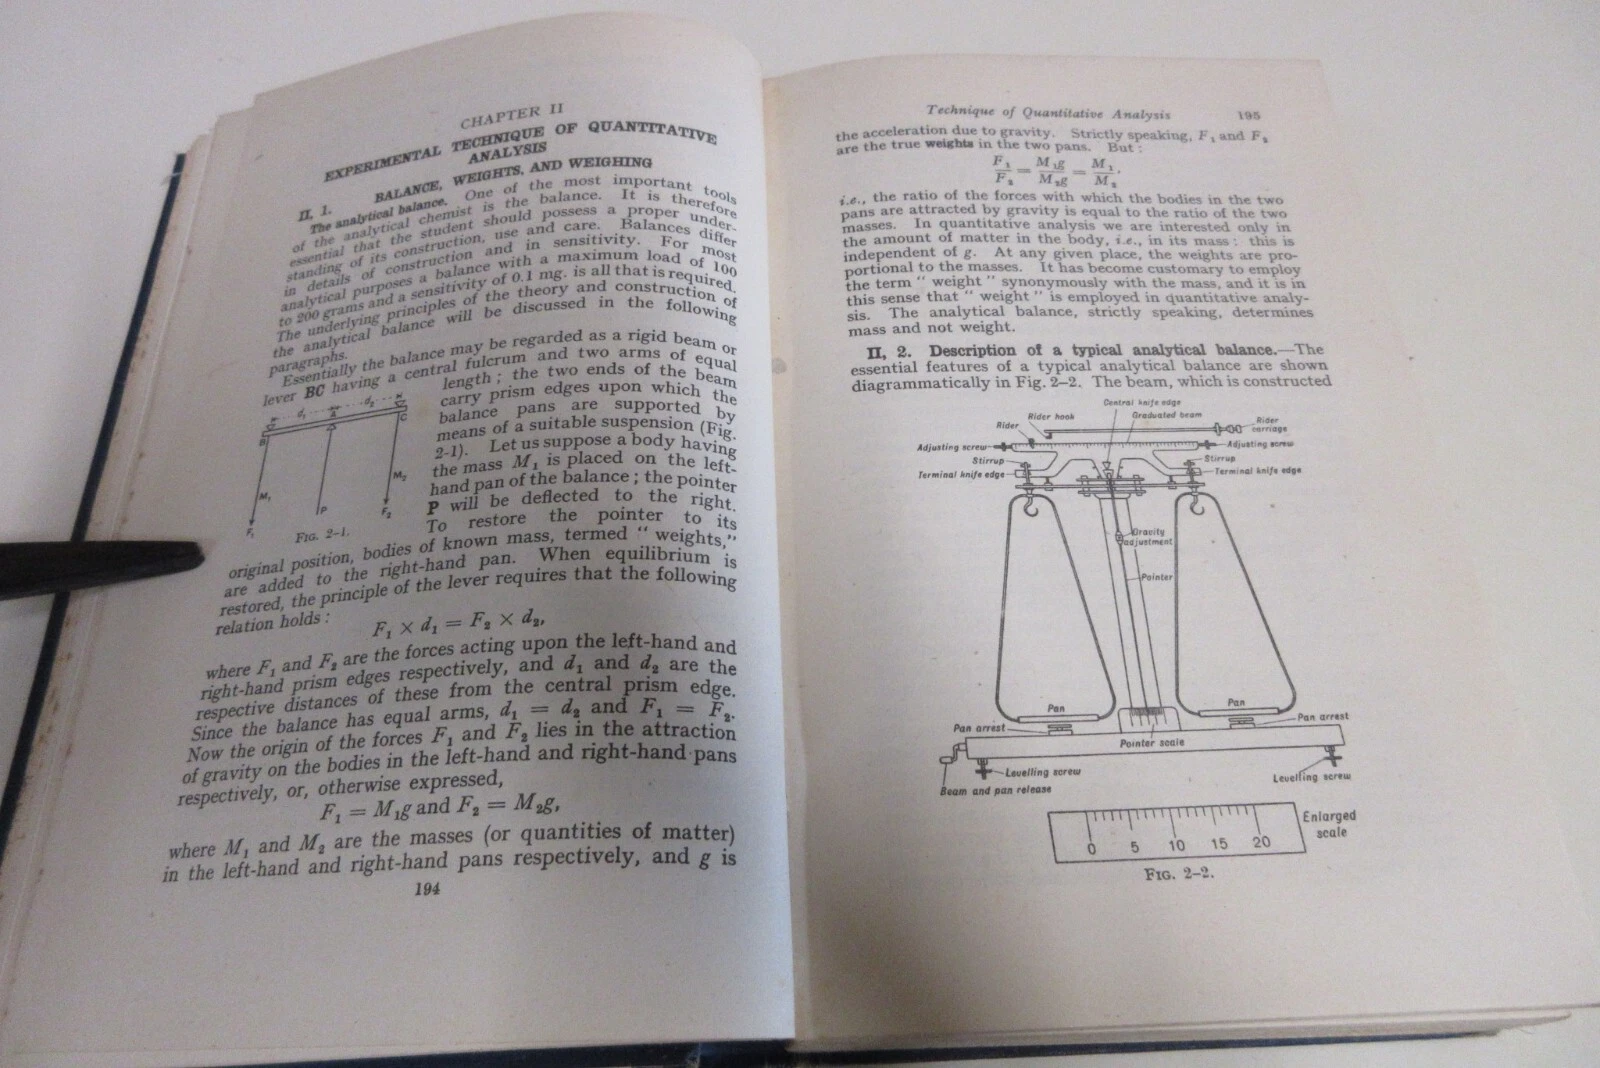 CHAPTER II
EXPERIMENTAL TECHNIQUE OF QUANTITATIVE
ANALYSIS
II, 1. BALANCE, WEIGHTS, AND WEIGHING
The analytical balance. One of the most important tools
of the analytical chemist is the balance. It is therefore
essential that the student should possess a proper under-
standing of its construction, use and care. Balances differ
in details of construction and in sensitivity. For most
analytical purposes a balance with a maximum load of 100
to 200 grams and a sensitivity of 0.1 mg. is all that is required.
The underlying principles of the theory and construction of
the analytical balance will be discussed in the following
paragraphs.
Essentially the balance may be regarded as a rigid beam or
lever BC having a central fulcrum and two arms of equal
length ; the two ends of the beam
carry prism edges upon which the
balance pans are supported by
means of a suitable suspension (Fig.
2-1). Let us suppose a body having
the mass M₁ is placed on the left-
hand pan of the balance ; the pointer
P will be deflected to the right.
To restore the pointer to its
d₁ A d₂
B C
M₁ P M₂
F₁ F₂
FIG. 2-1.
original position, bodies of known mass, termed “ weights,”
are added to the right-hand pan. When equilibrium is
restored, the principle of the lever requires that the following
relation holds :
F₁ × d₁ = F₂ × d₂,
where F₁ and F₂ are the forces acting upon the left-hand and
right-hand prism edges respectively, and d₁ and d₂ are the
respective distances of these from the central prism edge.
Since the balance has equal arms, d₁ = d₂ and F₁ = F₂.
Now the origin of the forces F₁ and F₂ lies in the attraction
of gravity on the bodies in the left-hand and right-hand pans
respectively, or, otherwise expressed,
F₁ = M₁g and F₂ = M₂g,
where M₁ and M₂ are the masses (or quantities of matter)
in the left-hand and right-hand pans respectively, and g is
194
Technique of Quantitative Analysis 195
the acceleration due to gravity. Strictly speaking, F₁ and F₂
are the true weights in the two pans. But :
F₁/F₂ = M₁g/M₂g = M₁/M₂.
i.e., the ratio of the forces with which the bodies in the two
pans are attracted by gravity is equal to the ratio of the two
masses. In quantitative analysis we are interested only in
the amount of matter in the body, i.e., in its mass : this is
independent of g. At any given place, the weights are pro-
portional to the masses. It has become customary to employ
the term “ weight ” synonymously with the mass, and it is in
this sense that “ weight ” is employed in quantitative analy-
sis. The analytical balance, strictly speaking, determines
mass and not weight.
II, 2. Description of a typical analytical balance.—The
essential features of a typical analytical balance are shown
diagrammatically in Fig. 2–2. The beam, which is constructed
Central knife edge
Rider hook Graduated beam
Rider Rider carriage
Adjusting screw Adjusting screw
Stirrup Stirrup
Terminal knife edge Terminal knife edge
Gravity adjustment
Pointer
Pan Pan
Pan arrest Pan arrest
Pointer scale
Levelling screw Levelling screw
Beam and pan release
Enlarged scale
0 5 10 15 20
FIG. 2–2.